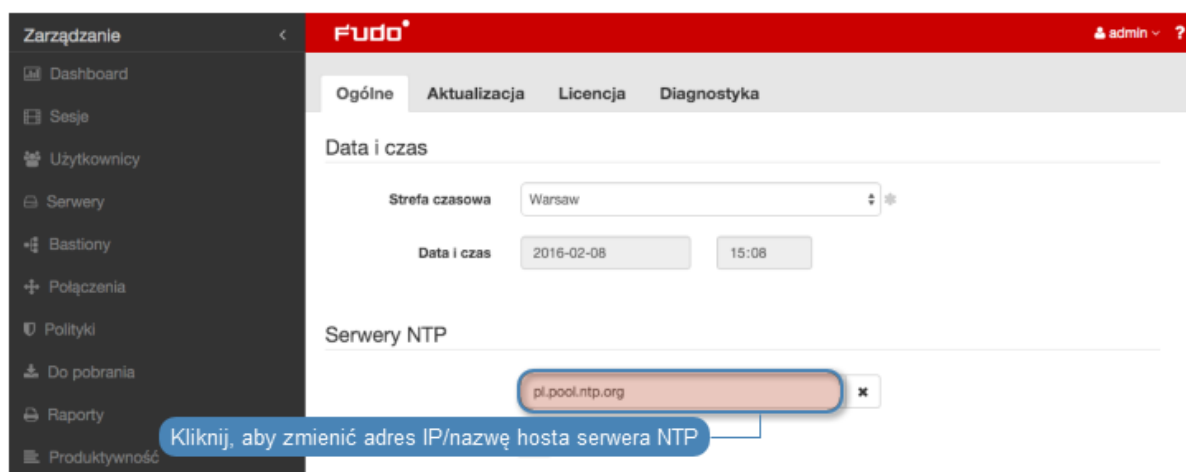 Zarządzanie
Fudo
admin
?
Dashboard
Sesje
Użytkownicy
Serwery
Bastiony
Połączenia
Polityki
Do pobrania
Raporty
Produktywność
Ogólne Aktualizacja Licencja Diagnostyka
Data i czas
Strefa czasowa Warsaw
Data i czas 2016-02-08 15:08
Serwery NTP
pl.pool.ntp.org
Kliknij, aby zmienić adres IP/nazwę hosta serwera NTP